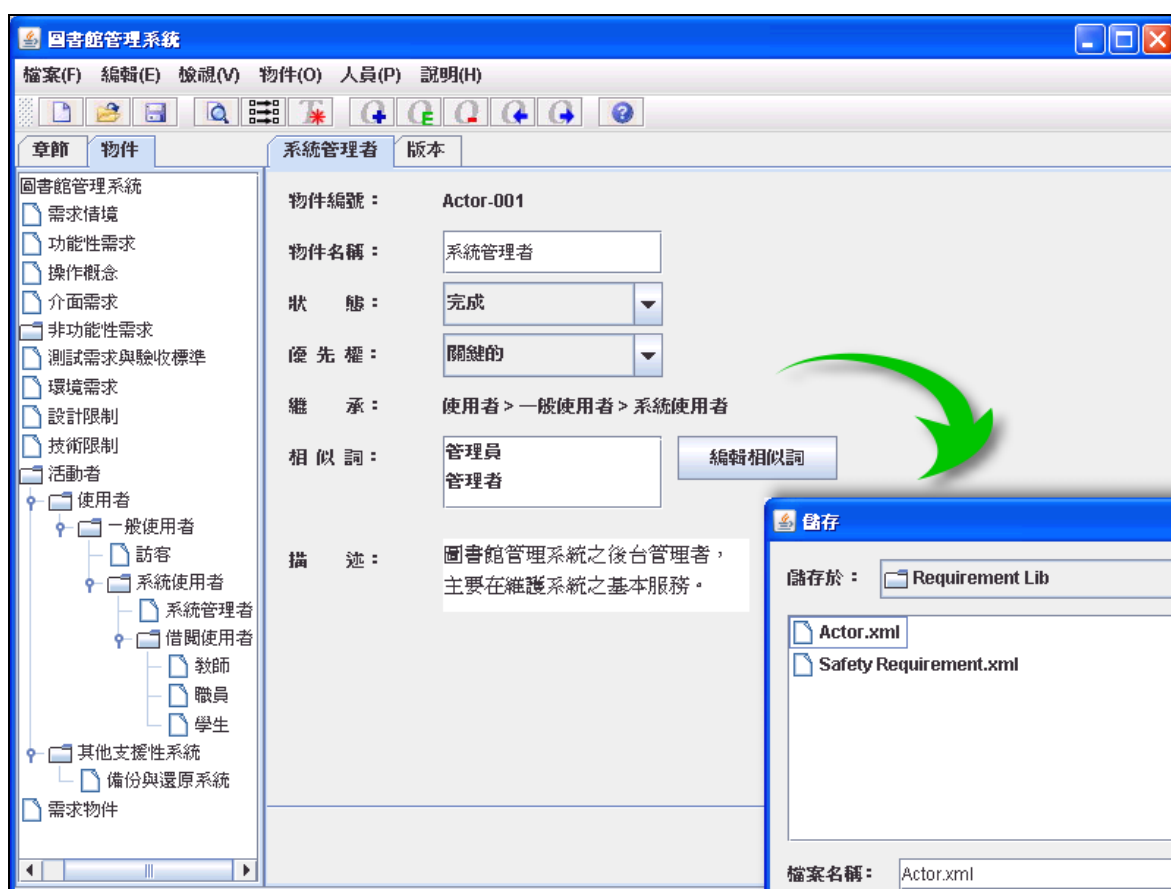 圖書館管理系統
檔案(F) 編輯(E) 檢視(V) 物件(O) 人員(P) 說明(H)
章節 物件
圖書館管理系統
需求情境
功能性需求
操作概念
介面需求
非功能性需求
測試需求與驗收標準
環境需求
設計限制
技術限制
活動者
使用者
一般使用者
訪客
系統使用者
系統管理者
借閱使用者
教師
職員
學生
其他支援性系統
備份與還原系統
需求物件
系統管理者 版本
物件編號： Actor-001
物件名稱： 系統管理者
狀 態： 完成
優 先 權： 關鍵的
繼 承： 使用者 > 一般使用者 > 系統使用者
相 似 詞： 管理員
管理者
編輯相似詞
描 述： 圖書館管理系統之後台管理者，
主要在維護系統之基本服務。
儲存
儲存於： Requirement Lib
Actor.xml
Safety Requirement.xml
檔案名稱： Actor.xml